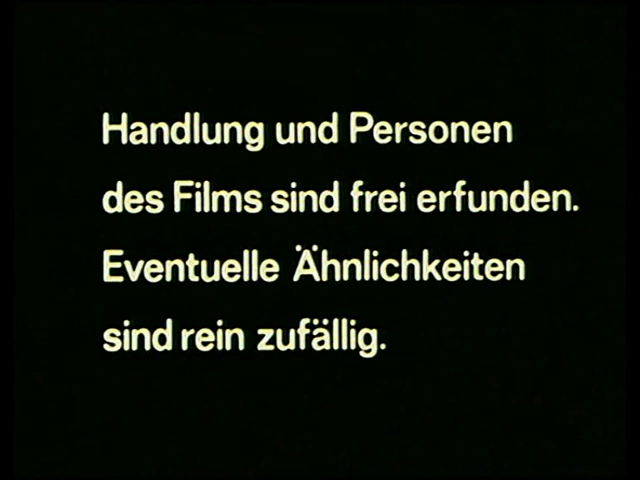 Handlung und Personen
des Films sind frei erfunden.
Eventuelle Ähnlichkeiten
sind rein zufällig.